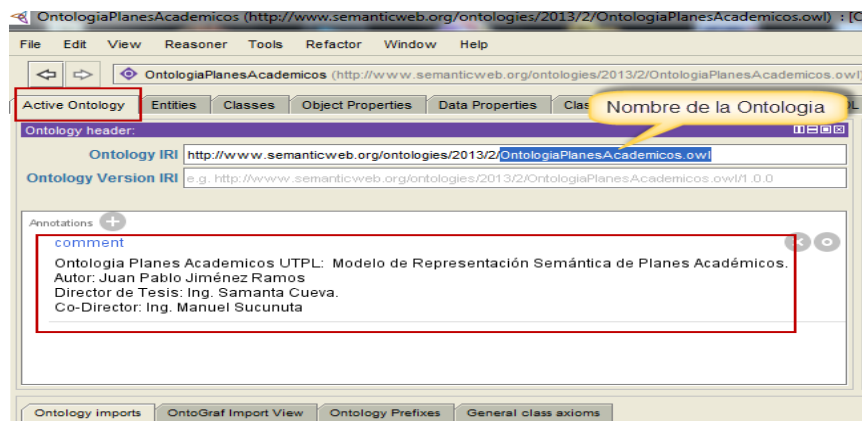 OntologiaPlanesAcademicos (http://www.semanticweb.org/ontologies/2013/2/OntologiaPlanesAcademicos.owl) : [O
File Edit View Reasoner Tools Refactor Window Help
OntologiaPlanesAcademicos (http://www.semanticweb.org/ontologies/2013/2/OntologiaPlanesAcademicos.owl)
Active Ontology Entities Classes Object Properties Data Properties Clas
Nombre de la Ontologia
Ontology header:
Ontology IRI http://www.semanticweb.org/ontologies/2013/2/OntologiaPlanesAcademicos.owl
Ontology Version IRI e.g. http://www.semanticweb.org/ontologies/2013/2/OntologiaPlanesAcademicos.owl/1.0.0
Annotations
comment
Ontologia Planes Academicos UTPL: Modelo de Representación Semántica de Planes Académicos.
Autor: Juan Pablo Jiménez Ramos
Director de Tesis: Ing. Samanta Cueva.
Co-Director: Ing. Manuel Sucunuta
Ontology imports OntoGraf Import View Ontology Prefixes General class axioms